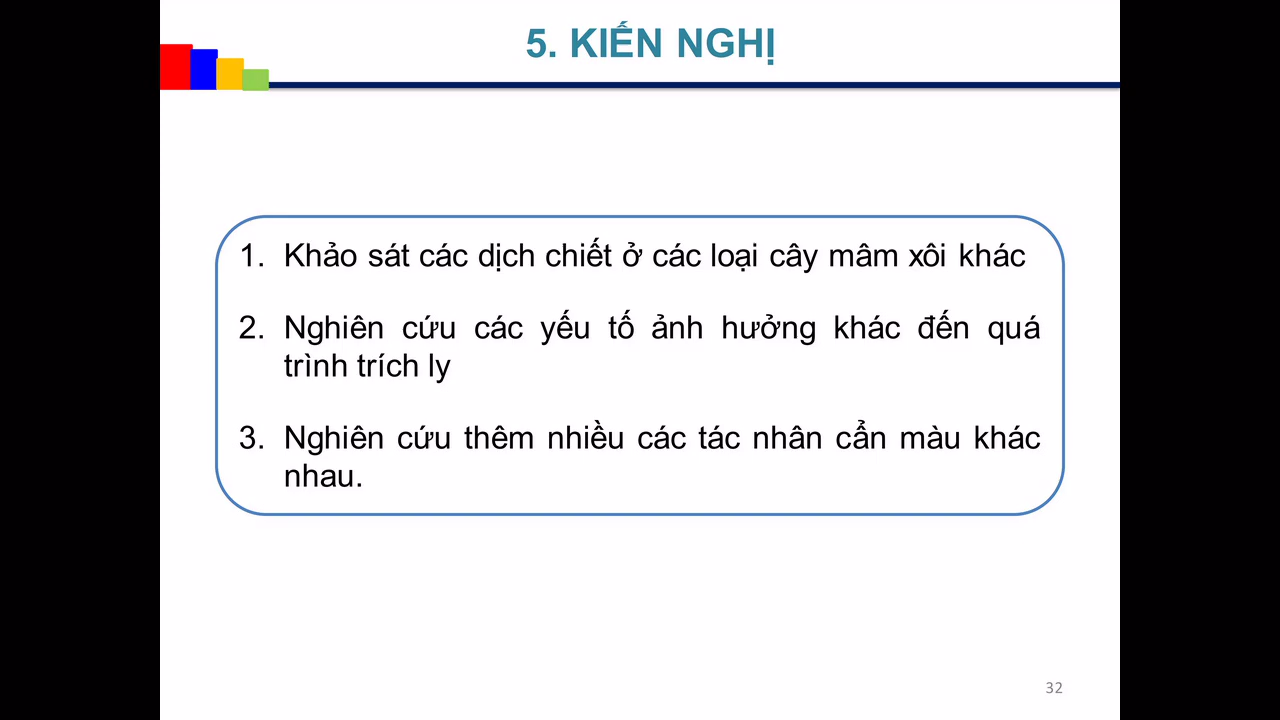 5. KIẾN NGHỊ
1. Khảo sát các dịch chiết ở các loại cây mâm xôi khác
2. Nghiên cứu các yếu tố ảnh hưởng khác đến quá
trình trích ly
3. Nghiên cứu thêm nhiều các tác nhân cẩn màu khác
nhau.
32